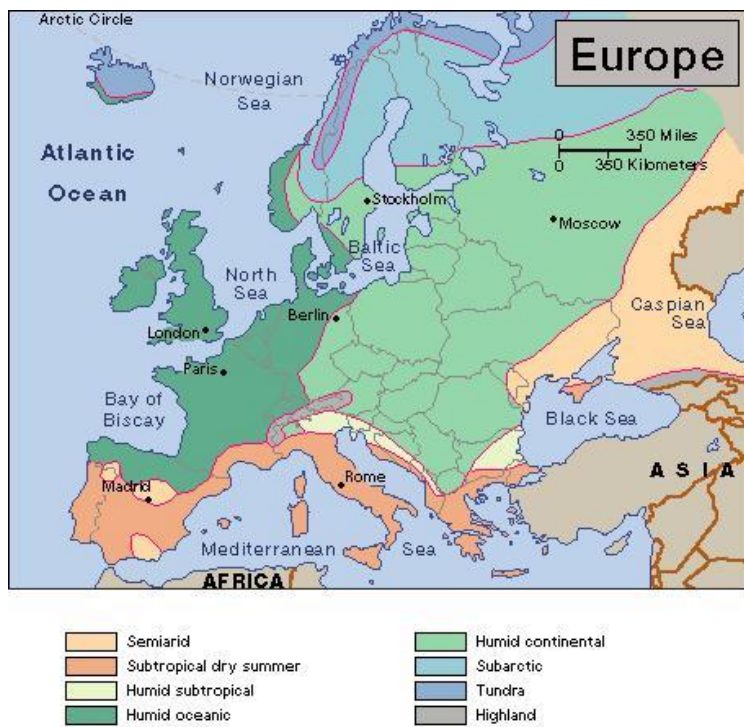 Arctic Circle
Europe
Norwegian
Sea
Atlantic
Ocean
0 350 Miles
0 350 Kilometers
Stockholm
Moscow
Baltic
Sea
North
Sea
Berlin
London
Caspian
Sea
Paris
Bay of
Biscay
Black Sea
ASIA
Madrid
Rome
Mediterranean Sea
AFRICA
Semiarid
Subtropical dry summer
Humid subtropical
Humid oceanic
Humid continental
Subarctic
Tundra
Highland